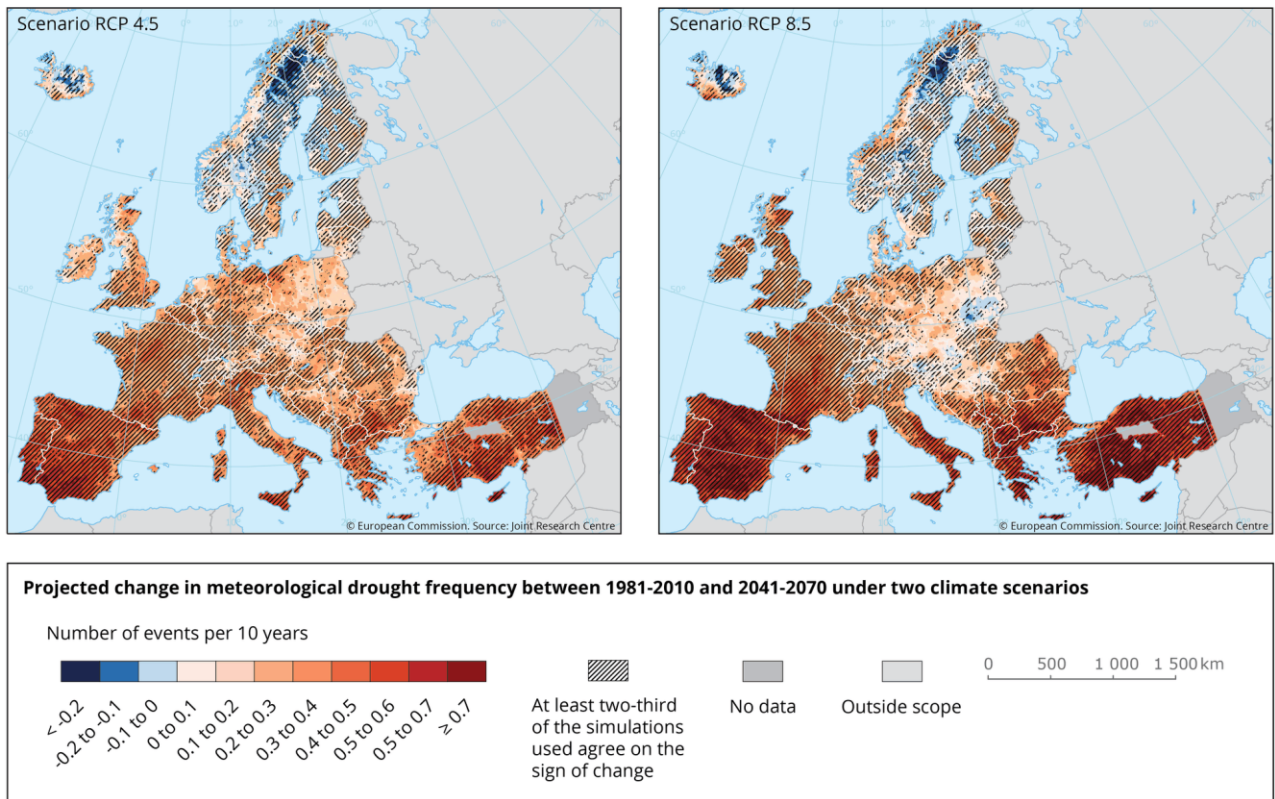 Scenario RCP 4.5
© European Commission. Source: Joint Research Centre
Scenario RCP 8.5
© European Commission. Source: Joint Research Centre
Projected change in meteorological drought frequency between 1981-2010 and 2041-2070 under two climate scenarios
Number of events per 10 years
< -0.2
-0.2 to -0.1
-0.1 to 0
0 to 0.1
0.1 to 0.2
0.2 to 0.3
0.3 to 0.4
0.4 to 0.5
0.5 to 0.6
0.5 to 0.7
≥ 0.7
At least two-third
of the simulations
used agree on the
sign of change
No data
Outside scope
0 500 1 000 1 500 km